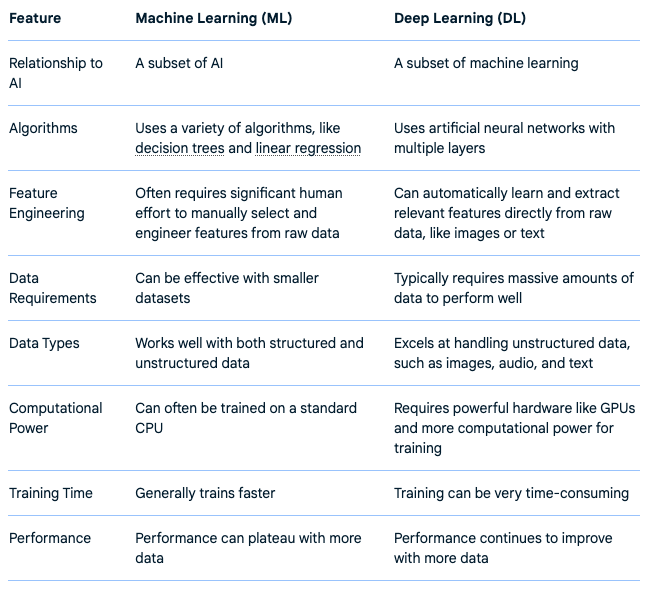 Feature Machine Learning (ML) Deep Learning (DL)
Relationship to AI A subset of AI A subset of machine learning
Algorithms Uses a variety of algorithms, like decision trees and linear regression Uses artificial neural networks with multiple layers
Feature Engineering Often requires significant human effort to manually select and engineer features from raw data Can automatically learn and extract relevant features directly from raw data, like images or text
Data Requirements Can be effective with smaller datasets Typically requires massive amounts of data to perform well
Data Types Works well with both structured and unstructured data Excels at handling unstructured data, such as images, audio, and text
Computational Power Can often be trained on a standard CPU Requires powerful hardware like GPUs and more computational power for training
Training Time Generally trains faster Training can be very time-consuming
Performance Performance can plateau with more data Performance continues to improve with more data